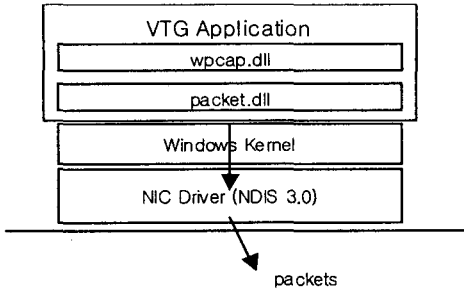 VTG Application
wpcap.dll
packet.dll
Windows Kernel
NIC Driver (NDIS 3.0)
packets